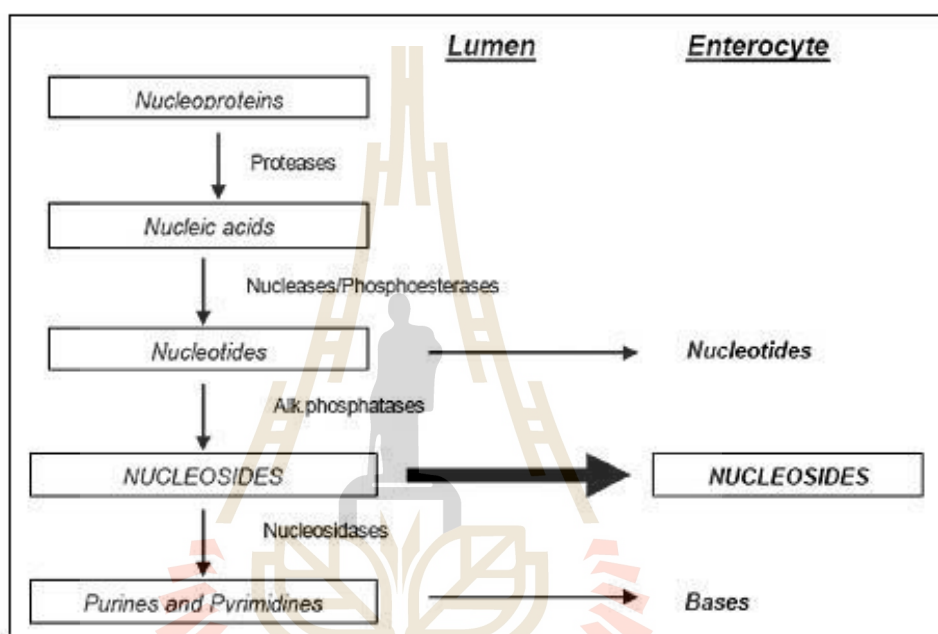 Lumen Enterocyte
Nucleoproteins
Proteases
Nucleic acids
Nucleases/Phosphoesterases
Nucleotides Nucleotides
Alk.phosphatases
NUCLEOSIDES NUCLEOSIDES
Nucleosidases
Purines and Pyrimidines Bases